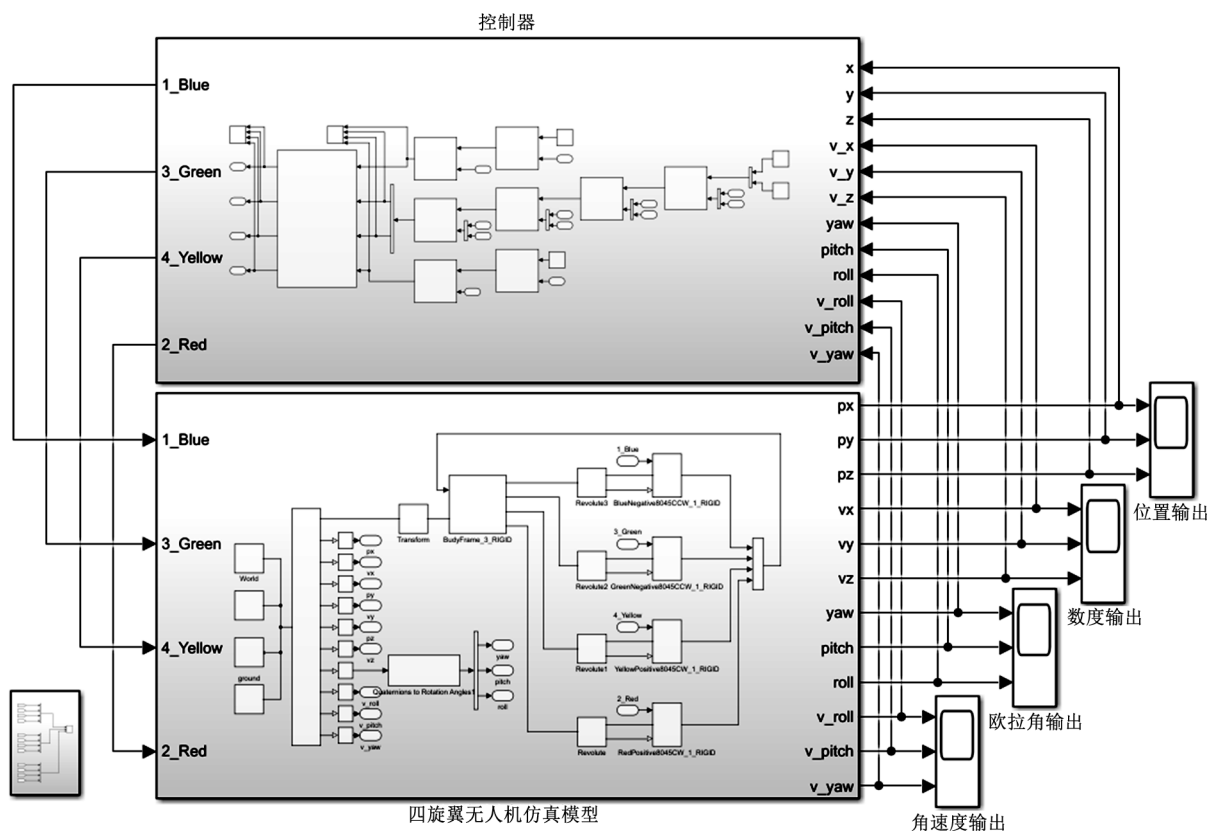 控制器
1_Blue
3_Green
4_Yellow
2_Red
x
y
z
v_x
v_y
v_z
yaw
pitch
roll
v_roll
v_pitch
v_yaw
1_Blue
3_Green
4_Yellow
2_Red
World
ground
px
vx
py
vy
pz
vz
v_roll
v_pitch
v_yaw
Transform
BudyFrame_3_RIGID
Quaternions to Rotation Angles1
yaw
pitch
roll
1_Blue
Revolute3
BlueNegative8045CCW_1_RIGID
3_Green
Revolute2
GreenNegative8045CCW_1_RIGID
4_Yellow
Revolute1
YellowPositive8045CW_1_RIGID
2_Red
Revolute
RedPositive8045CW_1_RIGID
px
py
pz
vx
vy
vz
yaw
pitch
roll
v_roll
v_pitch
v_yaw
位置输出
数度输出
欧拉角输出
角速度输出
四旋翼无人机仿真模型